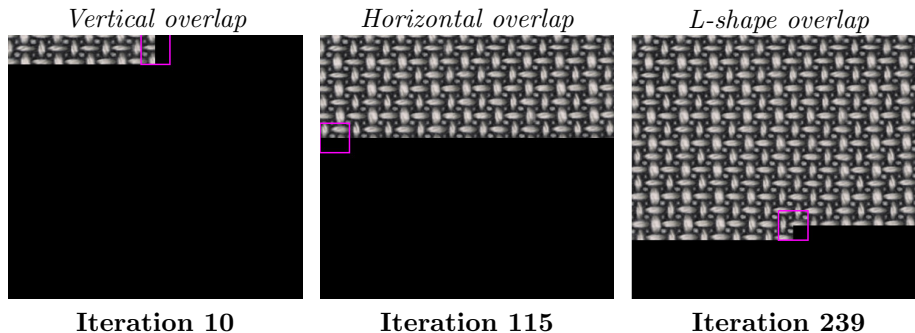 Vertical overlap
Horizontal overlap
L-shape overlap
Iteration 10
Iteration 115
Iteration 239